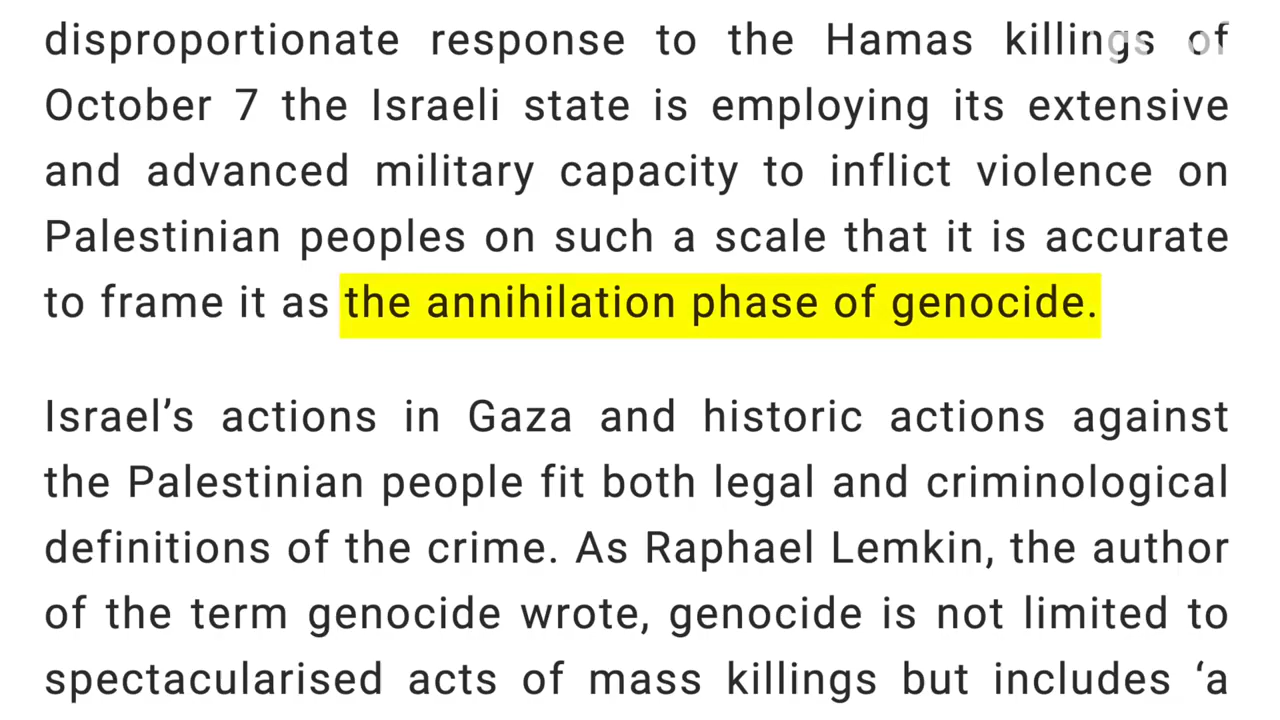 disproportionate response to the Hamas killings of
October 7 the Israeli state is employing its extensive
and advanced military capacity to inflict violence on
Palestinian peoples on such a scale that it is accurate
to frame it as the annihilation phase of genocide.
Israel’s actions in Gaza and historic actions against
the Palestinian people fit both legal and criminological
definitions of the crime. As Raphael Lemkin, the author
of the term genocide wrote, genocide is not limited to
spectacularised acts of mass killings but includes ‘a